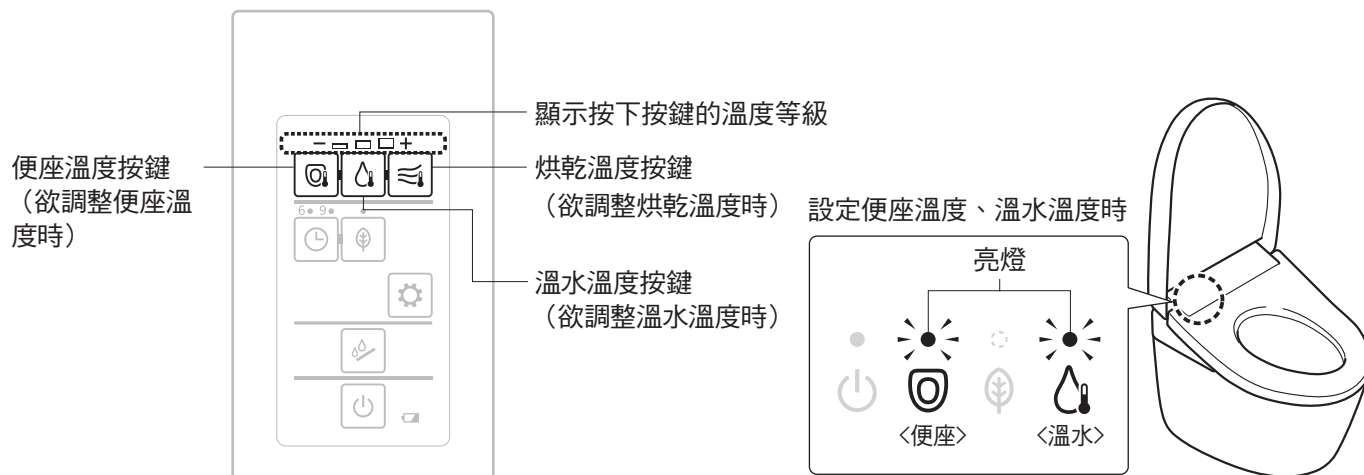 顯示按下按鍵的溫度等級
− +
便座溫度按鍵
（欲調整便座溫
度時）
烘乾溫度按鍵
（欲調整烘乾溫度時）
6 9
溫水溫度按鍵
（欲調整溫水溫度時）
設定便座溫度、溫水溫度時
亮燈
<便座>
<溫水>